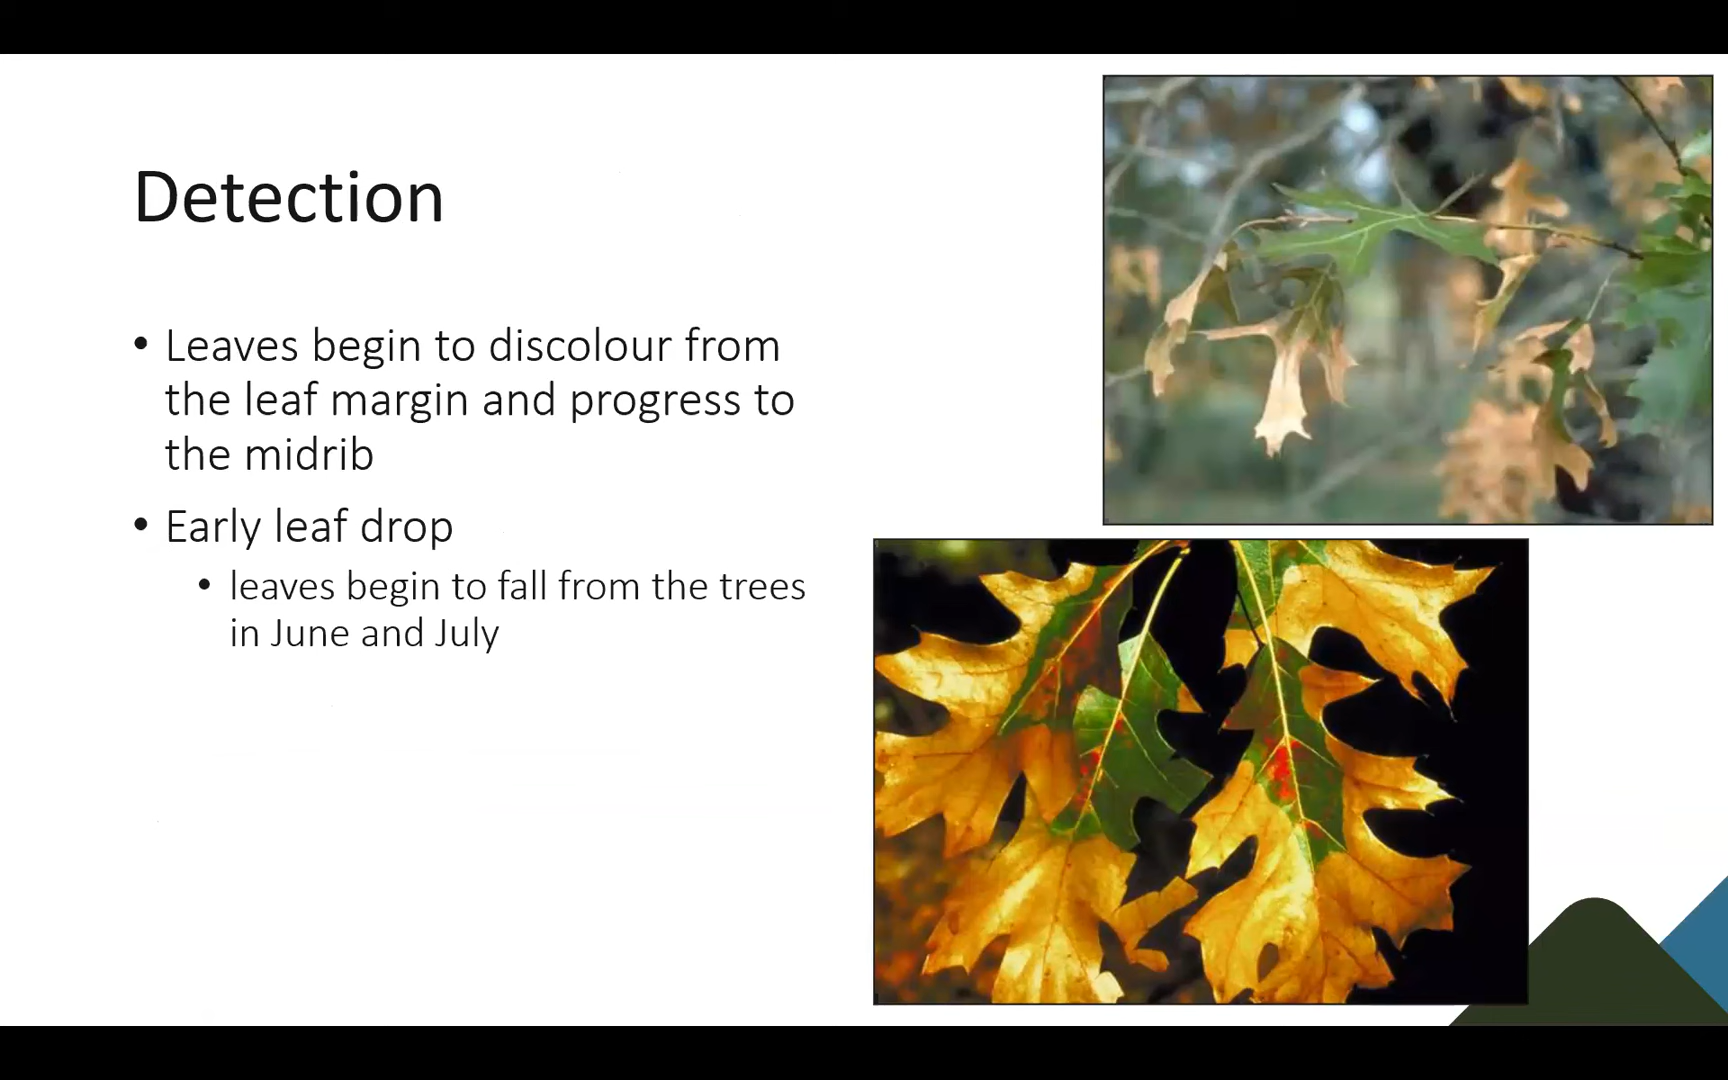 Detection
• Leaves begin to discolour from
the leaf margin and progress to
the midrib
• Early leaf drop
• leaves begin to fall from the trees
in June and July